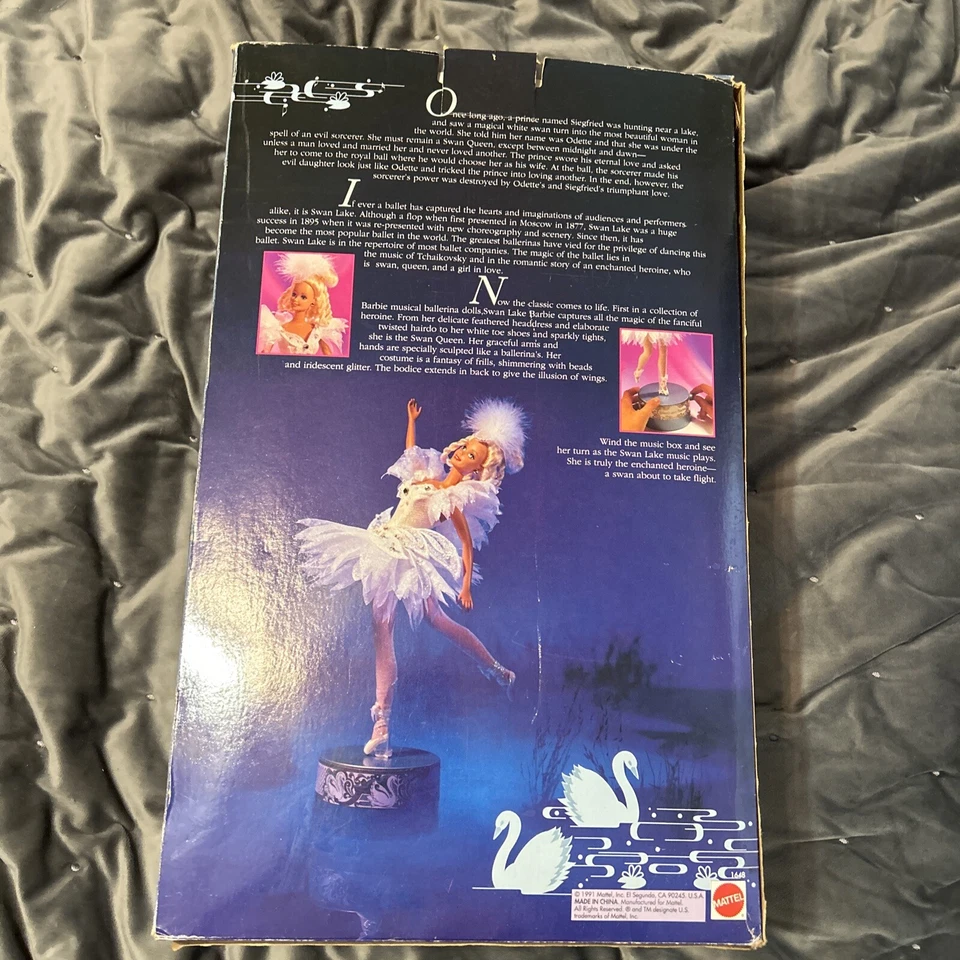 Once long ago, a prince named Siegfried was hunting near a lake,
and saw a magical white swan turn into the most beautiful woman in
the world. She told him her name was Odette and that she was under the
spell of an evil sorcerer. She must remain a Swan Queen, except between midnight and dawn—
unless a man loved and married her and never loved another. The prince swore his eternal love and asked
her to come to the royal ball where he would choose her as his wife. At the ball, the sorcerer made his
evil daughter look just like Odette and tricked the prince into loving another. In the end, however, the
sorcerer's power was destroyed by Odette's and Siegfried's triumphant love.
If ever a ballet has captured the hearts and imaginations of audiences and performers
alike, it is Swan Lake. Although a flop when first presented in Moscow in 1877, Swan Lake was a huge
success in 1895 when it was re-presented with new choreography and scenery. Since then, it has
become the most popular ballet in the world. The greatest ballerinas have vied for the privilege of dancing this
ballet. Swan Lake is in the repertoire of most ballet companies. The magic of the ballet lies in
the music of Tchaikovsky and in the romantic story of an enchanted heroine, who
is swan, queen, and a girl in love.
Now the classic comes to life. First in a collection of
Barbie musical ballerina dolls, Swan Lake Barbie captures all the magic of the fanciful
heroine. From her delicate feathered headdress and elaborate
twisted hairdo to her white toe shoes and sparkly tights,
she is the Swan Queen. Her graceful arms and
hands are specially sculpted like a ballerina's. Her
costume is a fantasy of frills, shimmering with beads
and iridescent glitter. The bodice extends in back to give the illusion of wings.
Wind the music box and see
her turn as the Swan Lake music plays.
She is truly the enchanted heroine—
a swan about to take flight.
1648
© 1991 Mattel, Inc. El Segundo, CA 90245 U.S.A.
MADE IN CHINA. Manufactured for Mattel.
All Rights Reserved. ® and TM designate U.S.
trademarks of Mattel, Inc.
MATTEL